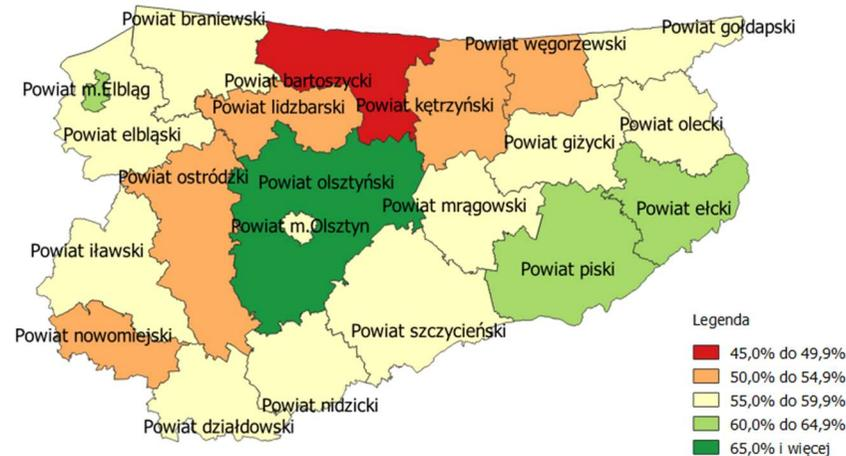 Powiat braniewski
Powiat gołdapski
Powiat węgorzewski
Powiat bartoszycki
Powiat m.Elbląg
Powiat lidzbarski
Powiat kętrzyński
Powiat olecki
Powiat elbląski
Powiat giżycki
Powiat ostródzki
Powiat olsztyński
Powiat mrągowski
Powiat ełcki
Powiat m.Olsztyn
Powiat iławski
Powiat piski
Powiat nowomiejski
Powiat szczycieński
Powiat nidzicki
Powiat działdowski
Legenda
45,0% do 49,9%
50,0% do 54,9%
55,0% do 59,9%
60,0% do 64,9%
65,0% i więcej